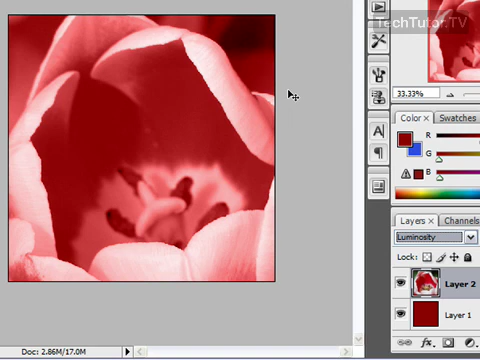 TechTutor.TV
33.33%
Color × Swatches
R
G
B
Layers × Channels
Luminosity
Lock:
Layer 2
Layer 1
fx.
A
¶
Doc: 2.86M/17.0M